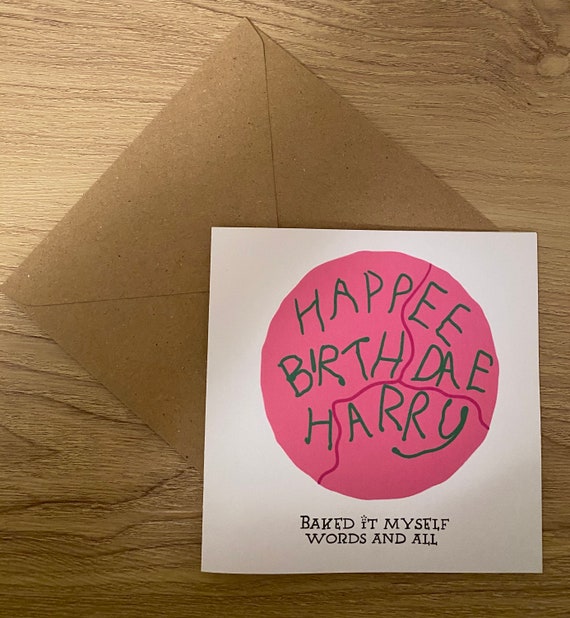 HAPPEE
BIRTHDAE
HARRY
BAKED IT MYSELF
WORDS AND ALL